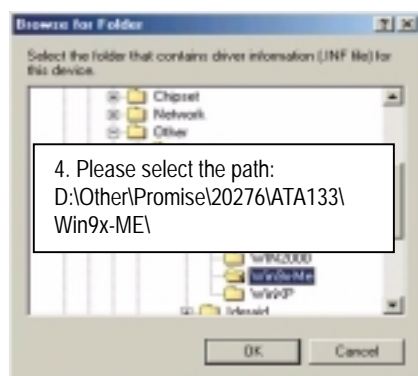 Browse for Folder
Select the folder that contains driver information (.INF file) for
this device.
Chipset
Network
Other
4. Please select the path:
D:\Other\Promise\20276\ATA133\
Win9x-ME\
WIN2000
Win9x-Me
WinXP
Ideraid
OK
Cancel